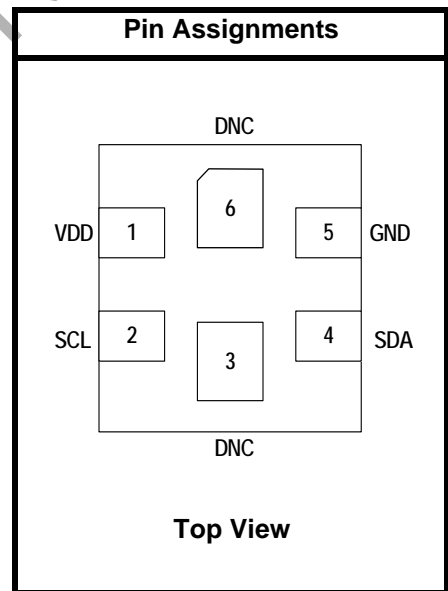 Pin Assignments
DNC
VDD 1 6 5 GND
SCL 2 3 4 SDA
DNC
Top View